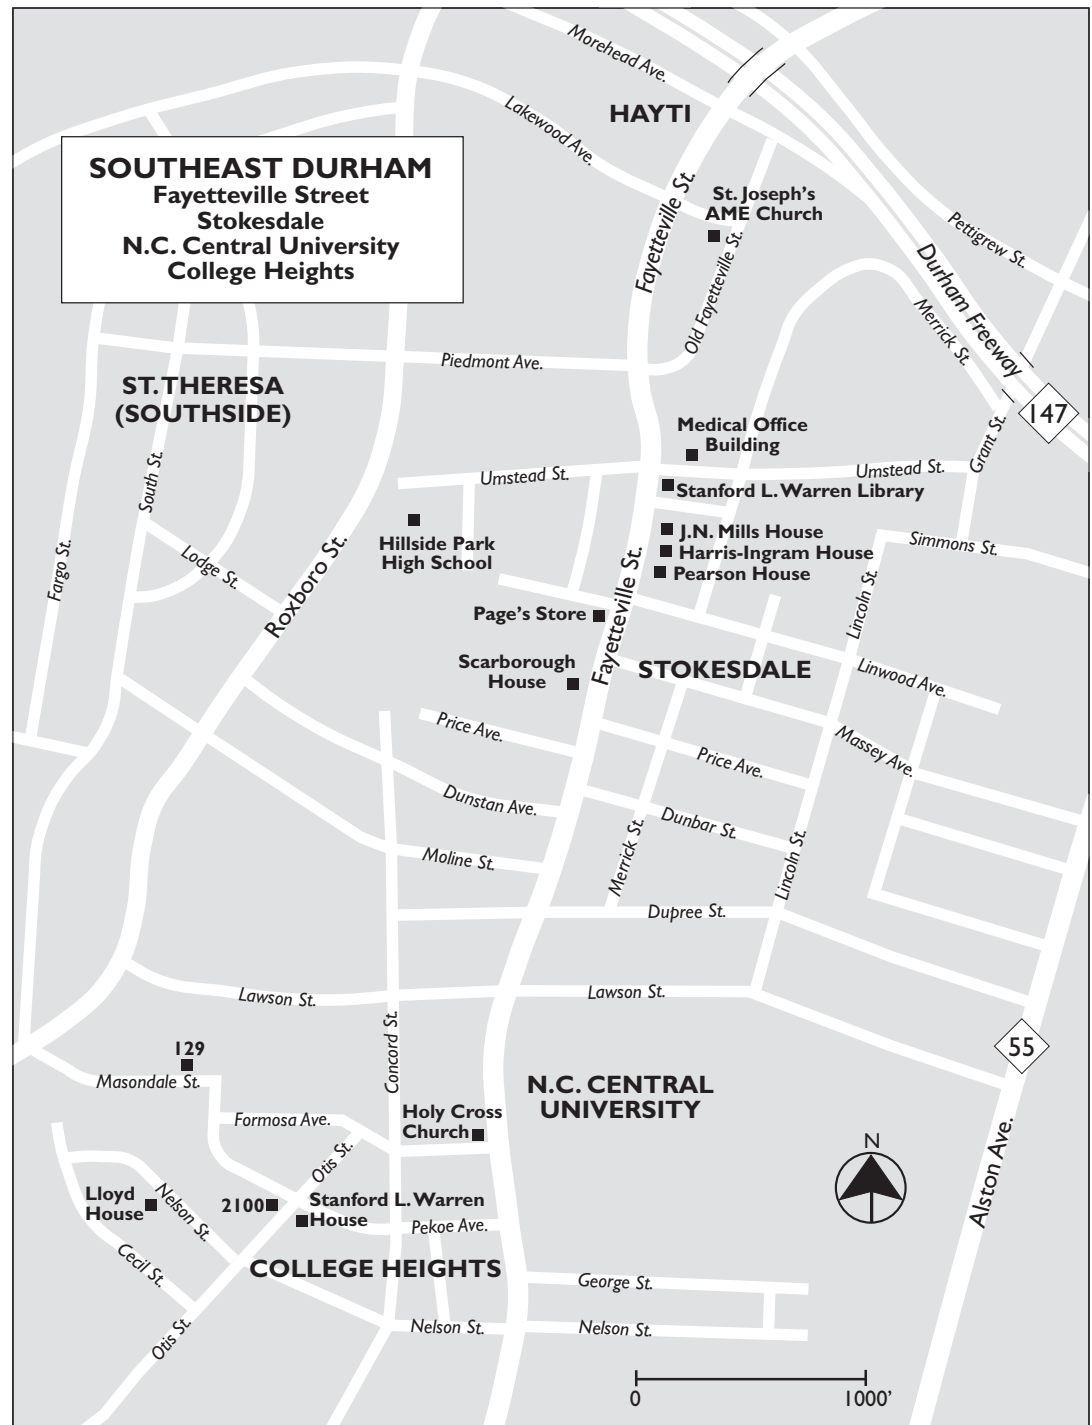 Morehead Ave.
HAYTI
Lakewood Ave.
SOUTHEAST DURHAM
Fayetteville Street
Stokesdale
N.C. Central University
College Heights
Fayetteville St.
St. Joseph's
AME Church
Pettigrew St.
Old Fayetteville St.
Durham Freeway
Merrick St.
Piedmont Ave.
ST. THERESA
(SOUTHSIDE)
147
Medical Office
Building
Grant St.
Umstead St.
Umstead St.
South St.
Stanford L. Warren Library
J.N. Mills House
Harris-Ingram House
Pearson House
Simmons St.
Hillside Park
High School
Fargo St.
Lodge St.
Roxboro St.
Lincoln St.
Page's Store
Fayetteville St.
Scarborough
House
STOKESDALE
Linwood Ave.
Price Ave.
Price Ave.
Massey Ave.
Dunstan Ave.
Dunbar St.
Merrick St.
Lincoln St.
Moline St.
Dupree St.
Lawson St.
Lawson St.
Concord St.
55
129
Masondale St.
N.C. CENTRAL
UNIVERSITY
Formosa Ave.
Holy Cross
Church
Otis St.
N
Alston Ave.
Lloyd
House
Nelson St.
2100
Stanford L. Warren
House
Pekoe Ave.
Cecil St.
COLLEGE HEIGHTS
George St.
Otis St.
Nelson St.
Nelson St.
0
1000'